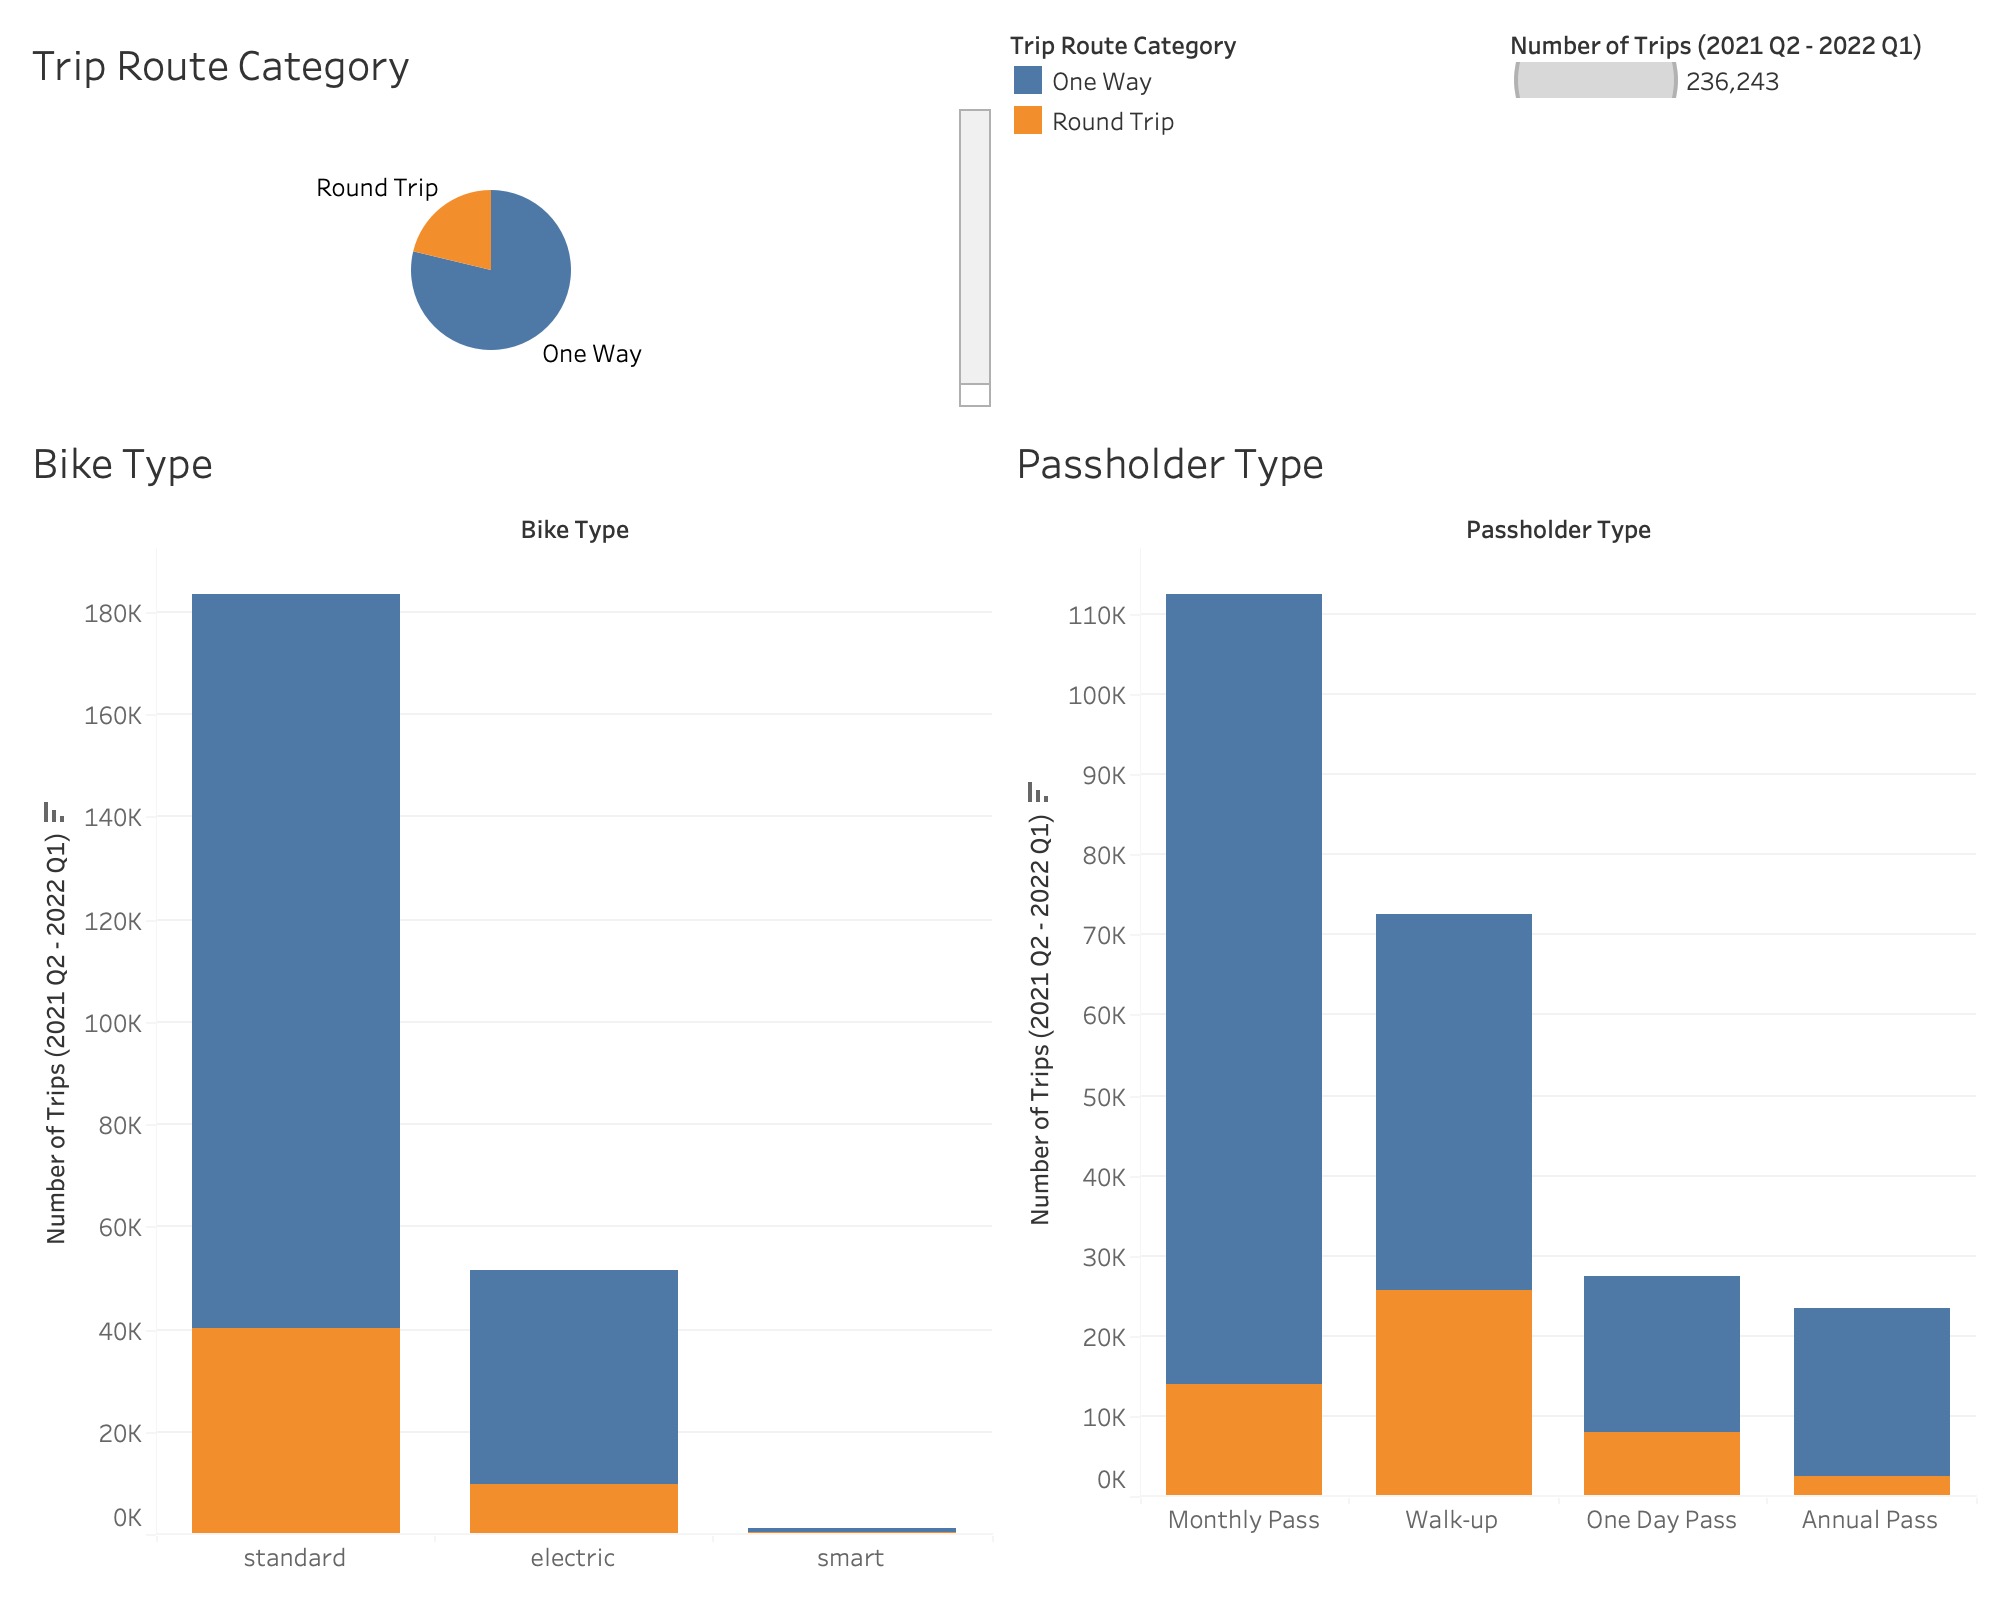 Trip Route Category
Trip Route Category
One Way
Round Trip
Number of Trips (2021 Q2 - 2022 Q1)
236,243
Round Trip
One Way
Bike Type
Bike Type
Number of Trips (2021 Q2 - 2022 Q1)
180K
160K
140K
120K
100K
80K
60K
40K
20K
0K
standard
electric
smart
Passholder Type
Passholder Type
Number of Trips (2021 Q2 - 2022 Q1)
110K
100K
90K
80K
70K
60K
50K
40K
30K
20K
10K
0K
Monthly Pass
Walk-up
One Day Pass
Annual Pass